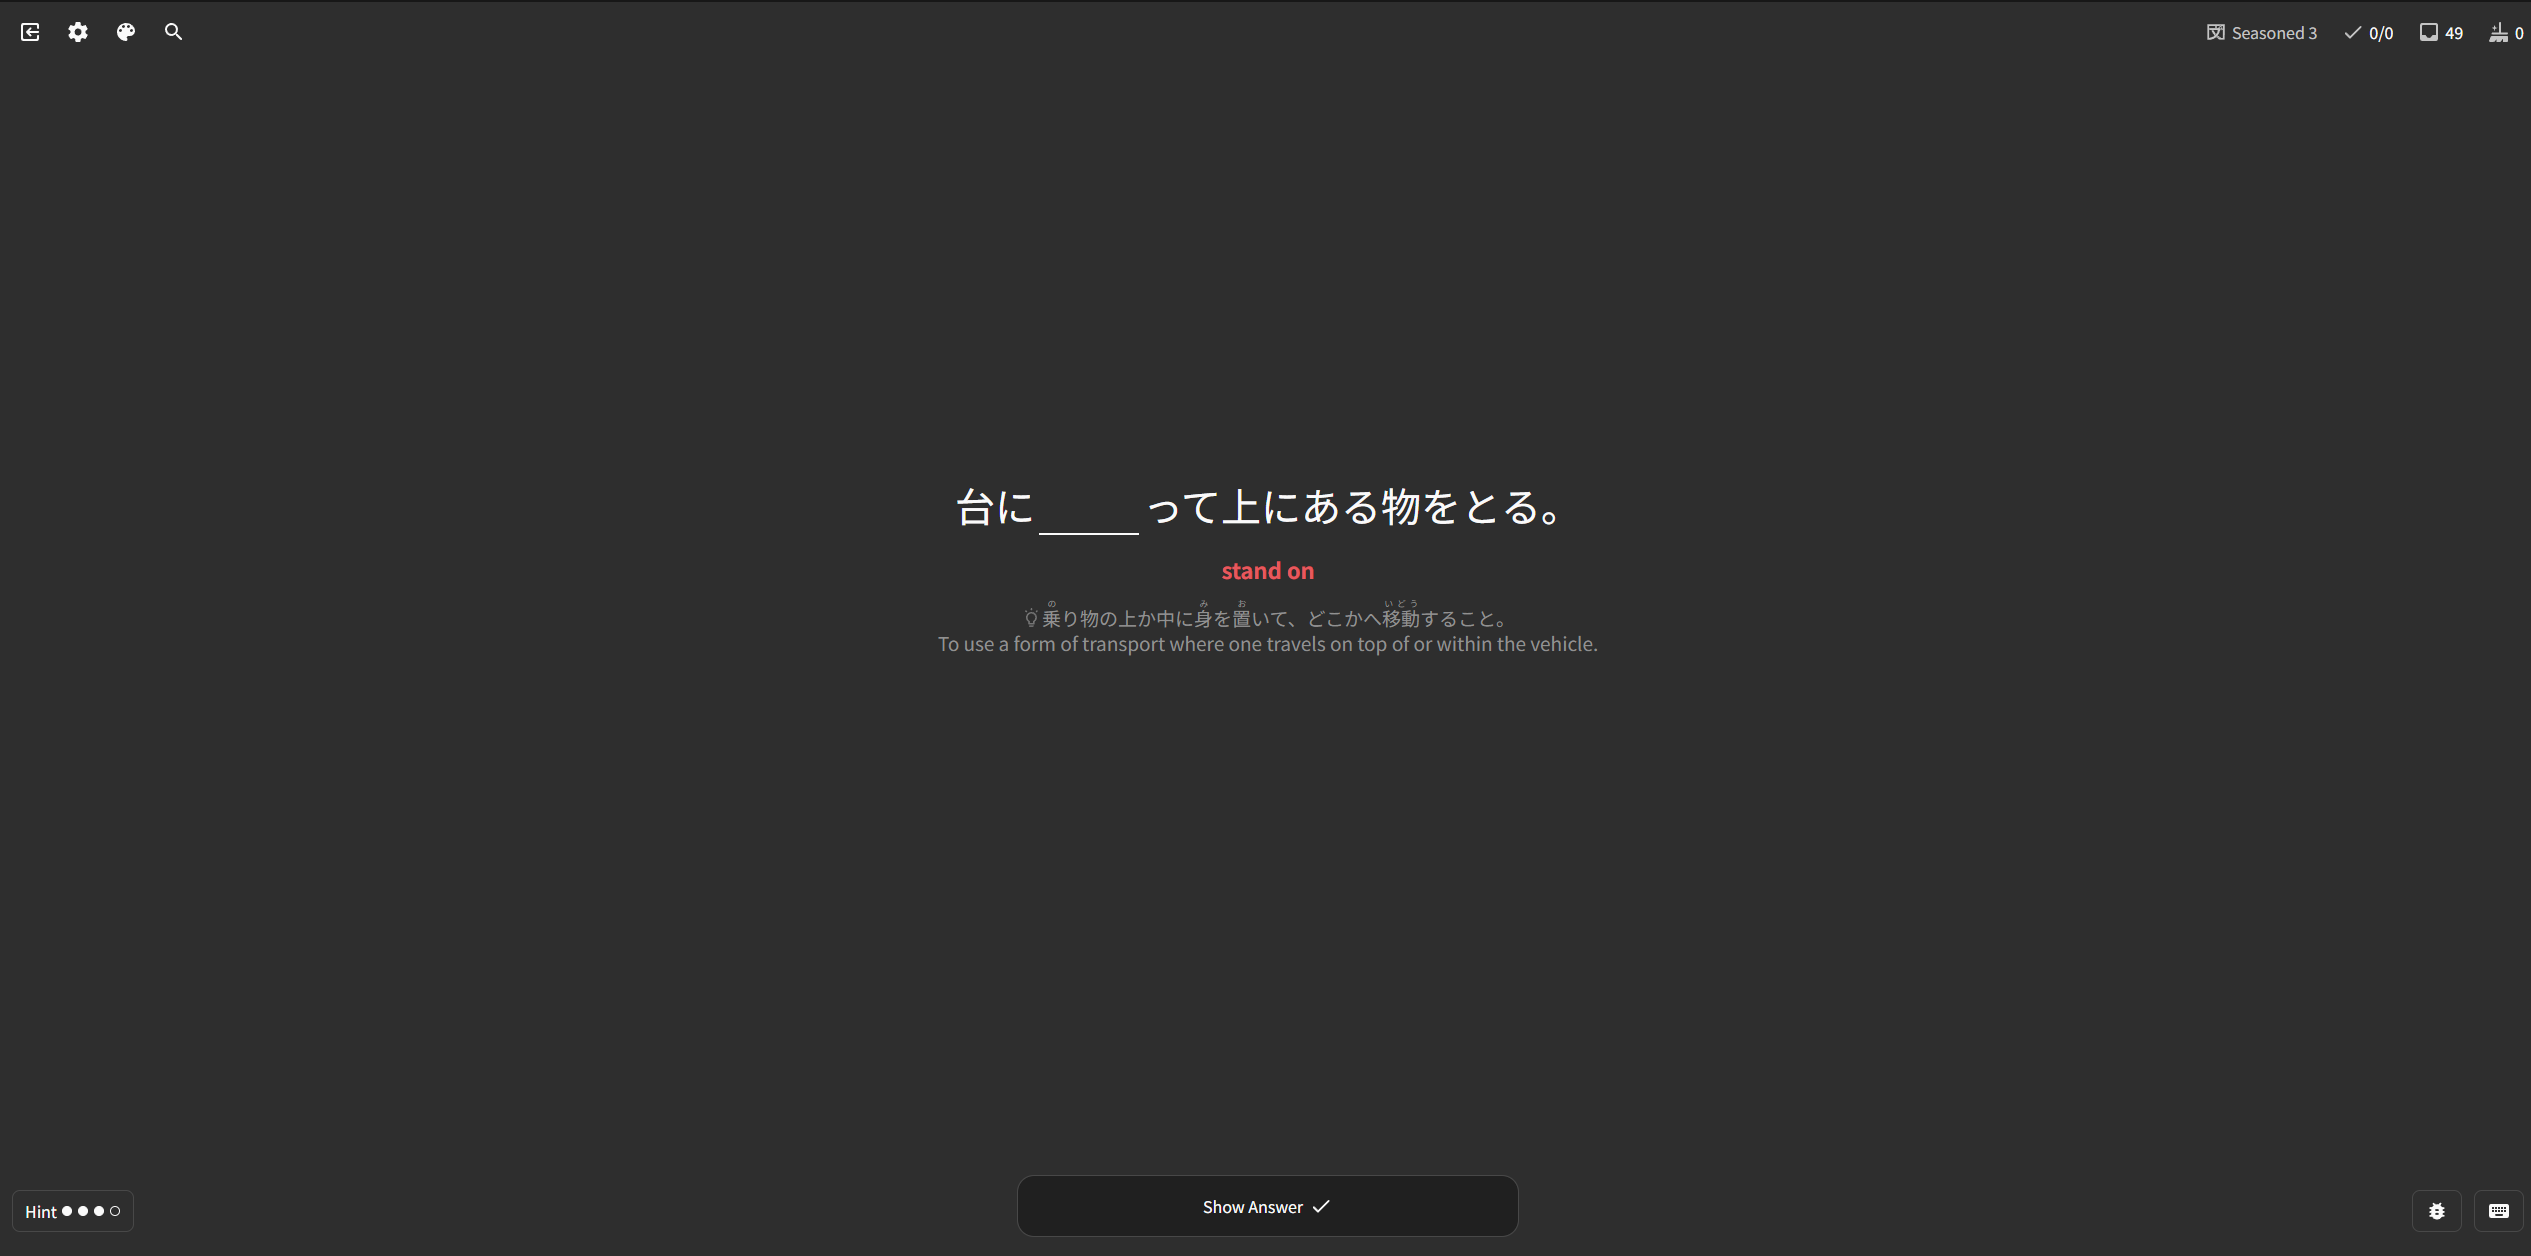 Seasoned 3 0/0 49 0
台に____って上にある物をとる。
stand on
乗り物の上か中に身を置いて、どこかへ移動すること。
To use a form of transport where one travels on top of or within the vehicle.
Hint
Show Answer